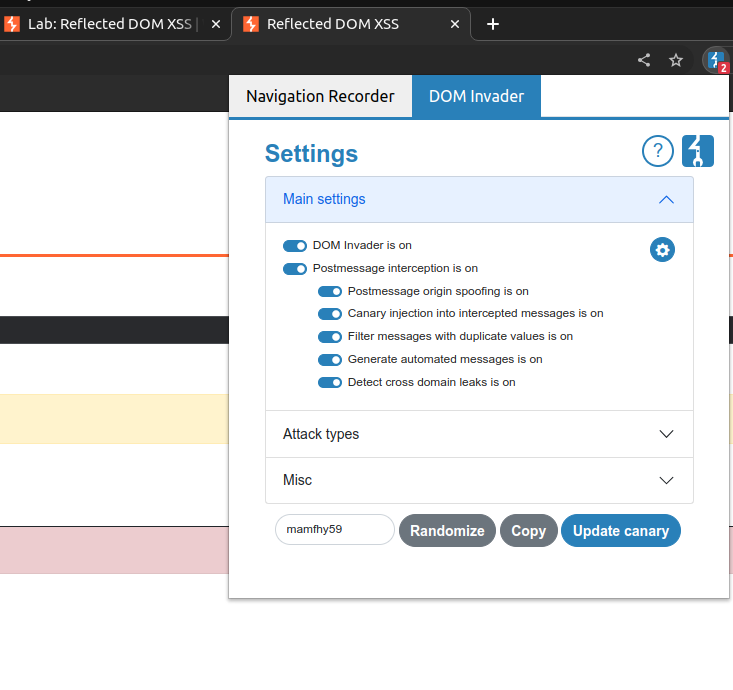 Lab: Reflected DOM XSS
Reflected DOM XSS
2
Navigation Recorder
DOM Invader
Settings
?
Main settings
DOM Invader is on
Postmessage interception is on
Postmessage origin spoofing is on
Canary injection into intercepted messages is on
Filter messages with duplicate values is on
Generate automated messages is on
Detect cross domain leaks is on
Attack types
Misc
mamfhy59
Randomize
Copy
Update canary